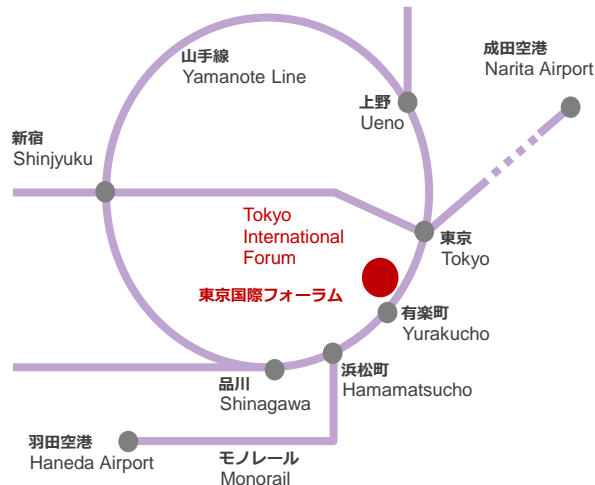 山手線
Yamanote Line
成田空港
Narita Airport
上野
Ueno
新宿
Shinjyuku
Tokyo
International
Forum
東京国際フォーラム
東京
Tokyo
有楽町
Yurakucho
浜松町
Hamamatsucho
品川
Shinagawa
羽田空港
Haneda Airport
モノレール
Monorail